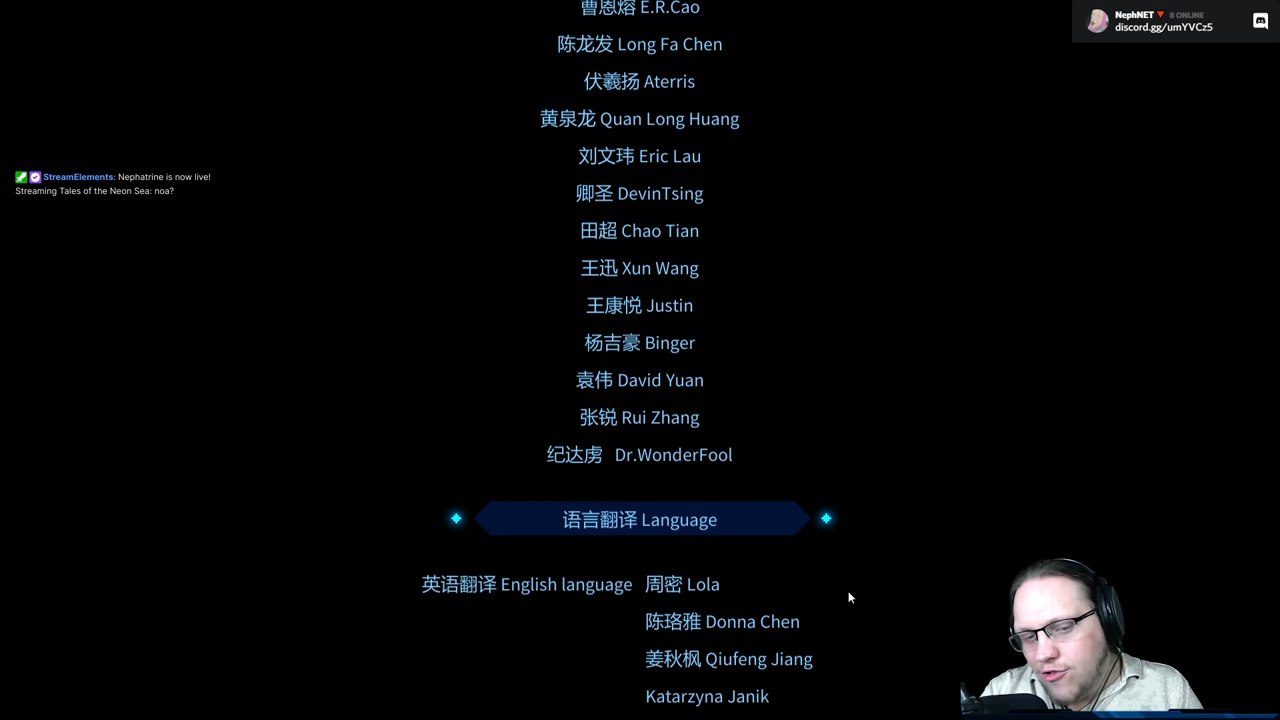 曹恩熔 E.R.Cao
NephNET 8 ONLINE
discord.gg/umYVCz5
陈龙发 Long Fa Chen
伏羲扬 Aterris
黄泉龙 Quan Long Huang
刘文玮 Eric Lau
StreamElements: Nephatrine is now live!
Streaming Tales of the Neon Sea: noa?
卿圣 DevinTsing
田超 Chao Tian
王迅 Xun Wang
王康悦 Justin
杨吉豪 Binger
袁伟 David Yuan
张锐 Rui Zhang
纪达虏 Dr.WonderFool
语言翻译 Language
英语翻译 English language 周密 Lola
陈珞雅 Donna Chen
姜秋枫 Qiufeng Jiang
Katarzyna Janik